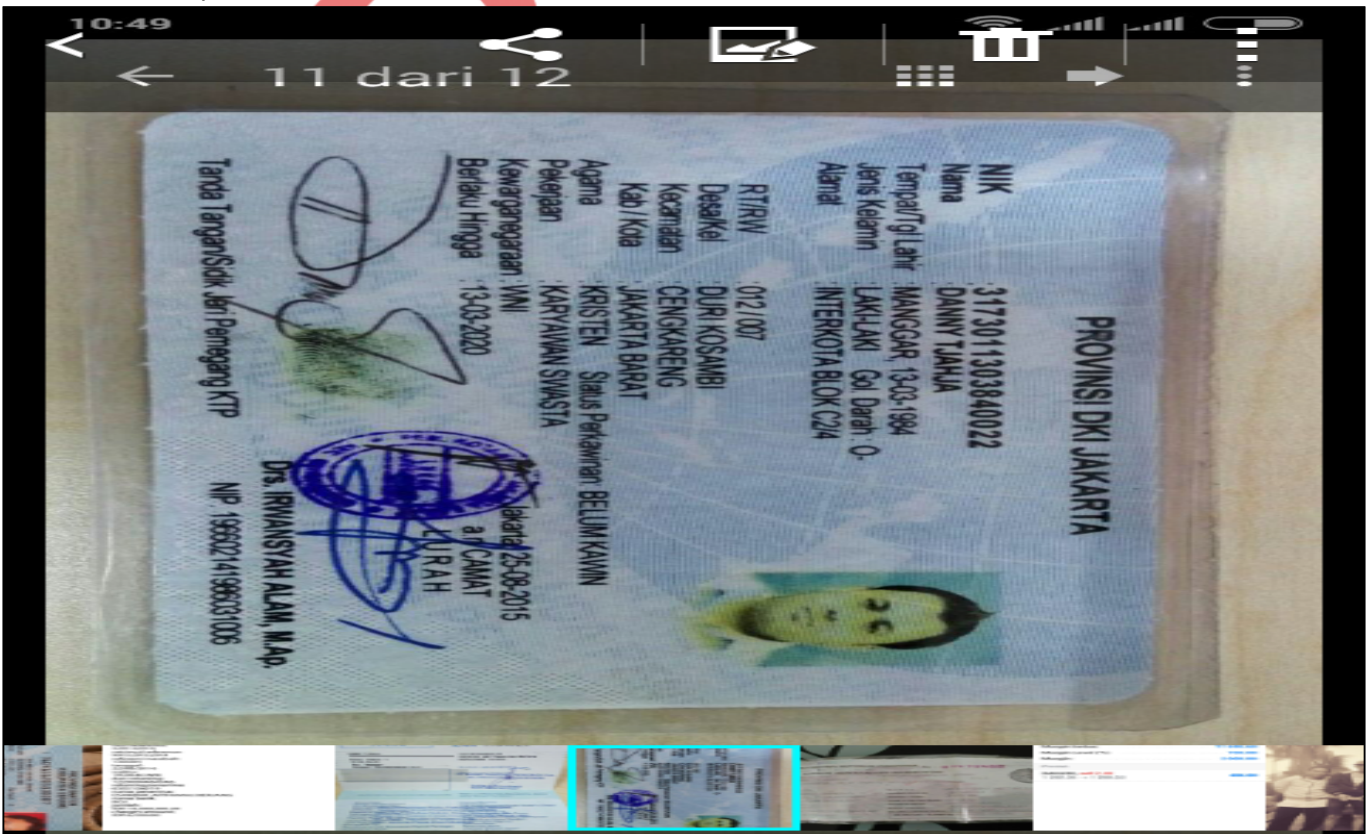 10:49
11 dari 12
PROVINSI DKI JAKARTA
NIK : 3173011303840022
Nama : DANNY TJAHJA
Tempat/Tgl Lahir : MANGGAR, 13-03-1984
Jenis Kelamin : LAKI-LAKI Gol. Darah : O-
Alamat : INTERKOTA BLOK C2/4
RT/RW : 012 / 007
Desa/Kel : DURI KOSAMBI
Kecamatan : CENGKARENG
Kab / Kota : JAKARTA BARAT
Agama : KRISTEN Status Perkawinan: BELUM KAWIN
Pekerjaan : KARYAWAN SWASTA
Kewarganegaraan : WNI
Berlaku Hingga : 13-03-2020
Jakarta, 25-08-2015
a.n CAMAT
LURAH
Drs. IRWANSYAH ALAM, M.Ap.
Tanda Tangan/Sidik Jari Pemegang KTP
NIP. 196602141986031006